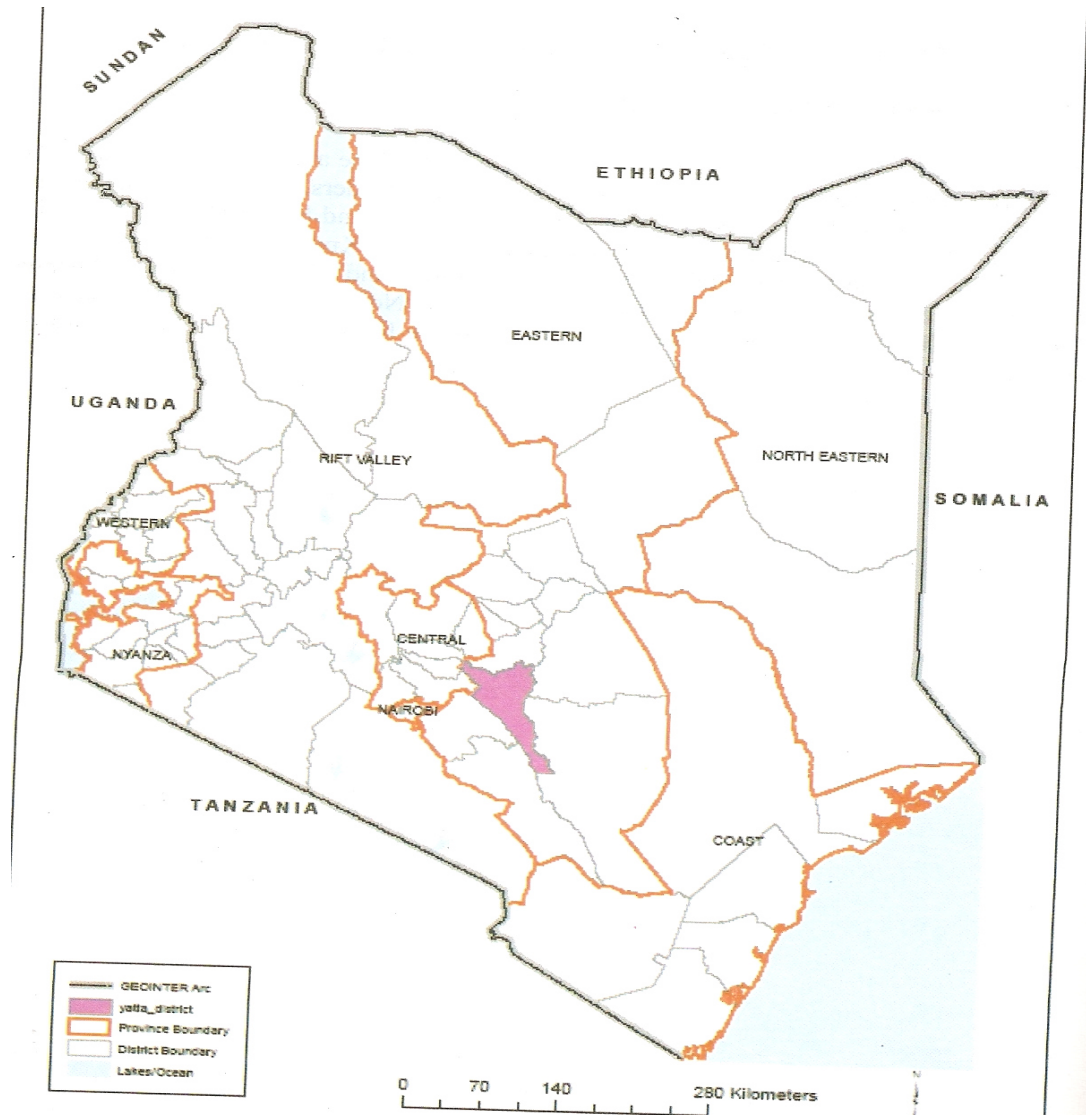 SUNDAN
ETHIOPIA
EASTERN
UGANDA
RIFT VALLEY
NORTH EASTERN
SOMALIA
WESTERN
CENTRAL
NYANZA
NAIROBI
TANZANIA
COAST
GEOINTER Arc
yatta_district
Province Boundary
District Boundary
Lakes/Ocean
0 70 140 280 Kilometers
N